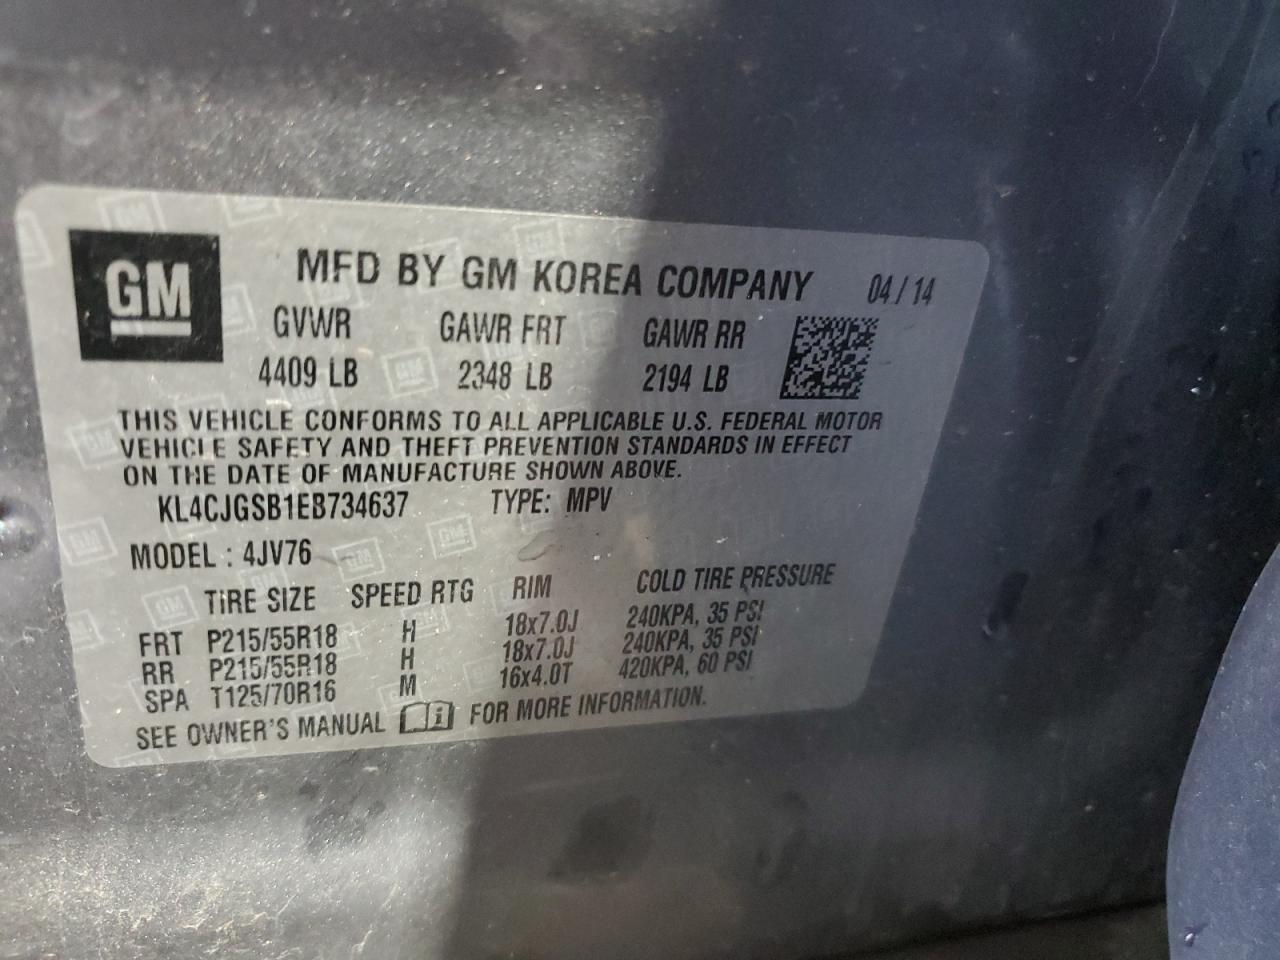 GM
MFD BY GM KOREA COMPANY 04/14
GVWR GAWR FRT GAWR RR
4409 LB 2348 LB 2194 LB
THIS VEHICLE CONFORMS TO ALL APPLICABLE U.S. FEDERAL MOTOR
VEHICLE SAFETY AND THEFT PREVENTION STANDARDS IN EFFECT
ON THE DATE OF MANUFACTURE SHOWN ABOVE.
KL4CJGSB1EB734637 TYPE: MPV
MODEL : 4JV76
TIRE SIZE SPEED RTG RIM COLD TIRE PRESSURE
FRT P215/55R18 H 18x7.0J 240KPA, 35 PSI
RR P215/55R18 H 18x7.0J 240KPA, 35 PSI
SPA T125/70R16 M 16x4.0T 420KPA, 60 PSI
SEE OWNER'S MANUAL i FOR MORE INFORMATION.